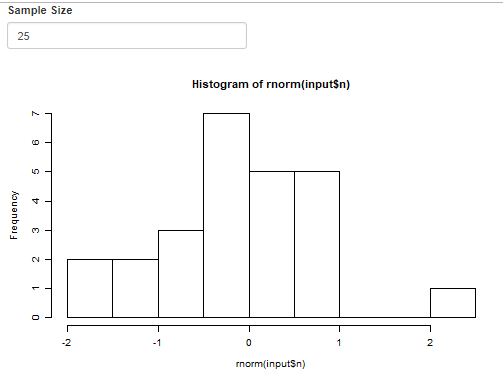 Sample Size
25
Histogram of rnorm(input$n)
7
6
5
4
3
2
1
0
Frequency
-2 -1 0 1 2
rnorm(input$n)